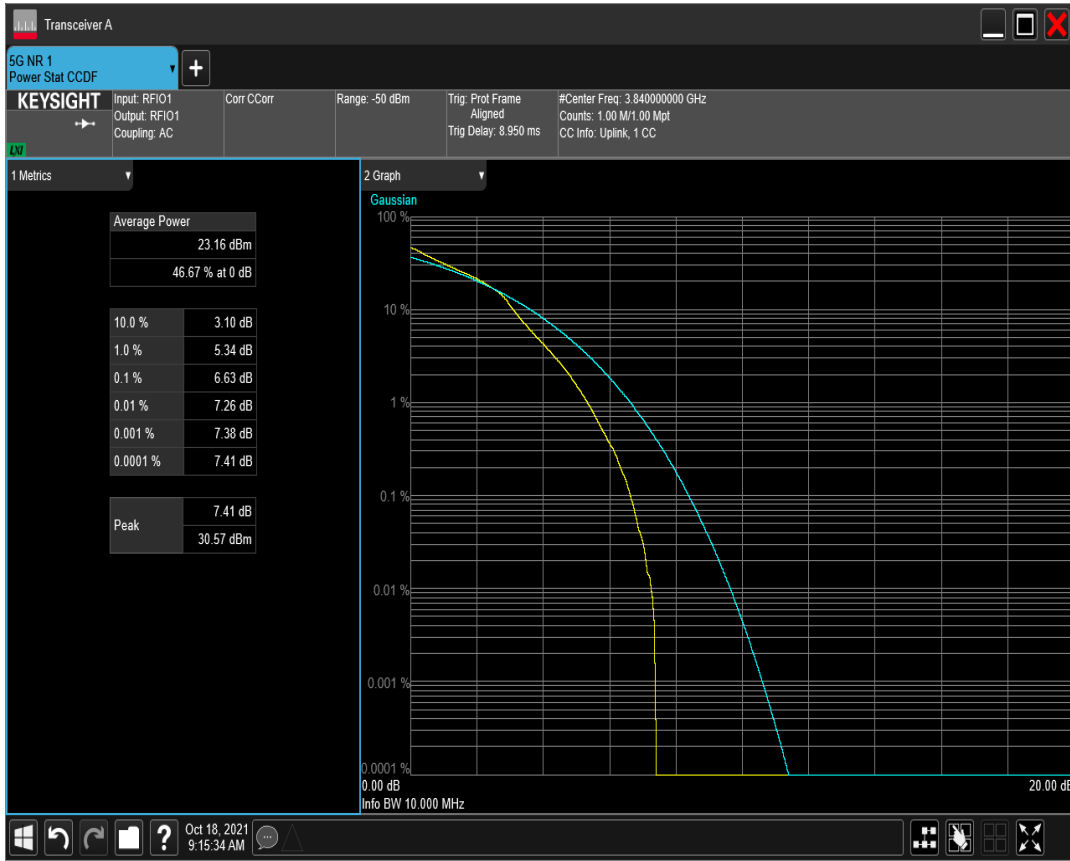 Transceiver A
5G NR 1
Power Stat CCDF
KEYSIGHT
LXI
Input: RFIO1
Output: RFIO1
Coupling: AC
Corr CCorr
Range: -50 dBm
Trig: Prot Frame
Aligned
Trig Delay: 8.950 ms
#Center Freq: 3.840000000 GHz
Counts: 1.00 M/1.00 Mpt
CC Info: Uplink, 1 CC
1 Metrics
Average Power
23.16 dBm
46.67 % at 0 dB
10.0 % 3.10 dB
1.0 % 5.34 dB
0.1 % 6.63 dB
0.01 % 7.26 dB
0.001 % 7.38 dB
0.0001 % 7.41 dB
Peak 7.41 dB
30.57 dBm
2 Graph
Gaussian
100 %
10 %
1 %
0.1 %
0.01 %
0.001 %
0.0001 %
0.00 dB 20.00 dB
Info BW 10.000 MHz
? Oct 18, 2021
9:15:34 AM